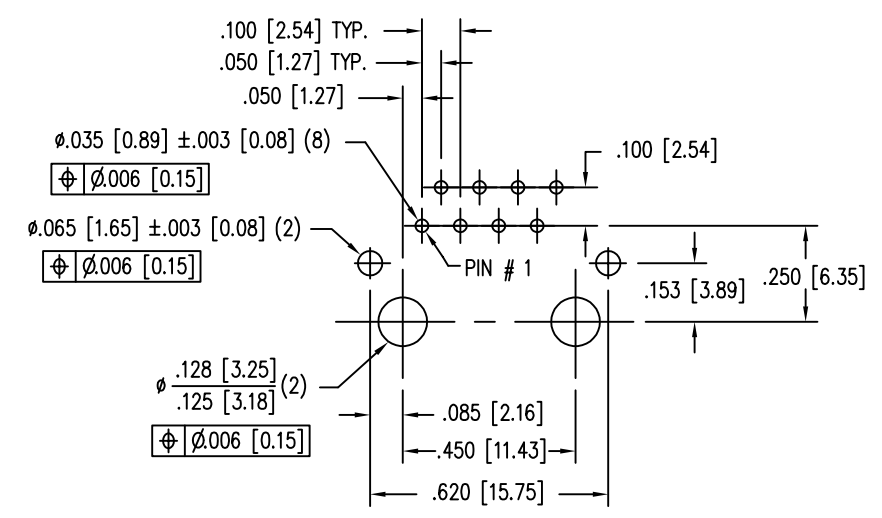 .100 [2.54] TYP.
.050 [1.27] TYP.
.050 [1.27]
ø.035 [0.89] ±.003 [0.08] (8)
⌖ Ø.006 [0.15]
.100 [2.54]
ø.065 [1.65] ±.003 [0.08] (2)
⌖ Ø.006 [0.15]
PIN # 1
.153 [3.89]
.250 [6.35]
ø .128 [3.25]
.125 [3.18] (2)
⌖ Ø.006 [0.15]
.085 [2.16]
.450 [11.43]
.620 [15.75]